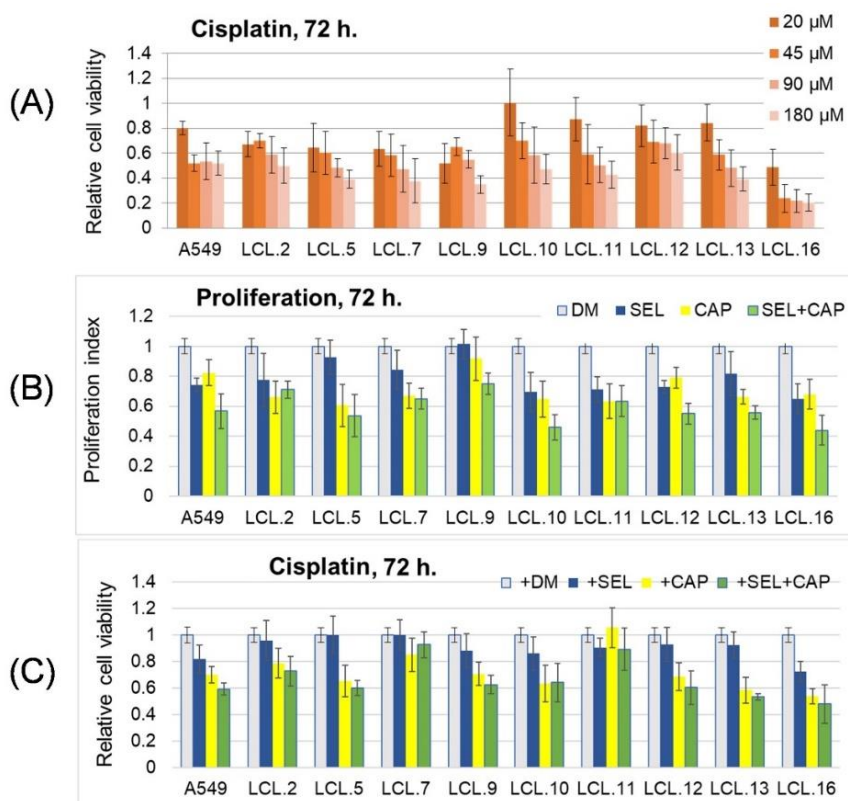 (A)
Cisplatin, 72 h.
20 µM
45 µM
90 µM
180 µM
Relative cell viability
1.4
1.2
1
0.8
0.6
0.4
0.2
0
A549 LCL.2 LCL.5 LCL.7 LCL.9 LCL.10 LCL.11 LCL.12 LCL.13 LCL.16
(B)
Proliferation, 72 h.
DM SEL CAP SEL+CAP
Proliferation index
1.2
1
0.8
0.6
0.4
0.2
0
A549 LCL.2 LCL.5 LCL.7 LCL.9 LCL.10 LCL.11 LCL.12 LCL.13 LCL.16
(C)
Cisplatin, 72 h.
+DM +SEL +CAP +SEL+CAP
Relative cell viability
1.4
1.2
1
0.8
0.6
0.4
0.2
0
A549 LCL.2 LCL.5 LCL.7 LCL.9 LCL.10 LCL.11 LCL.12 LCL.13 LCL.16